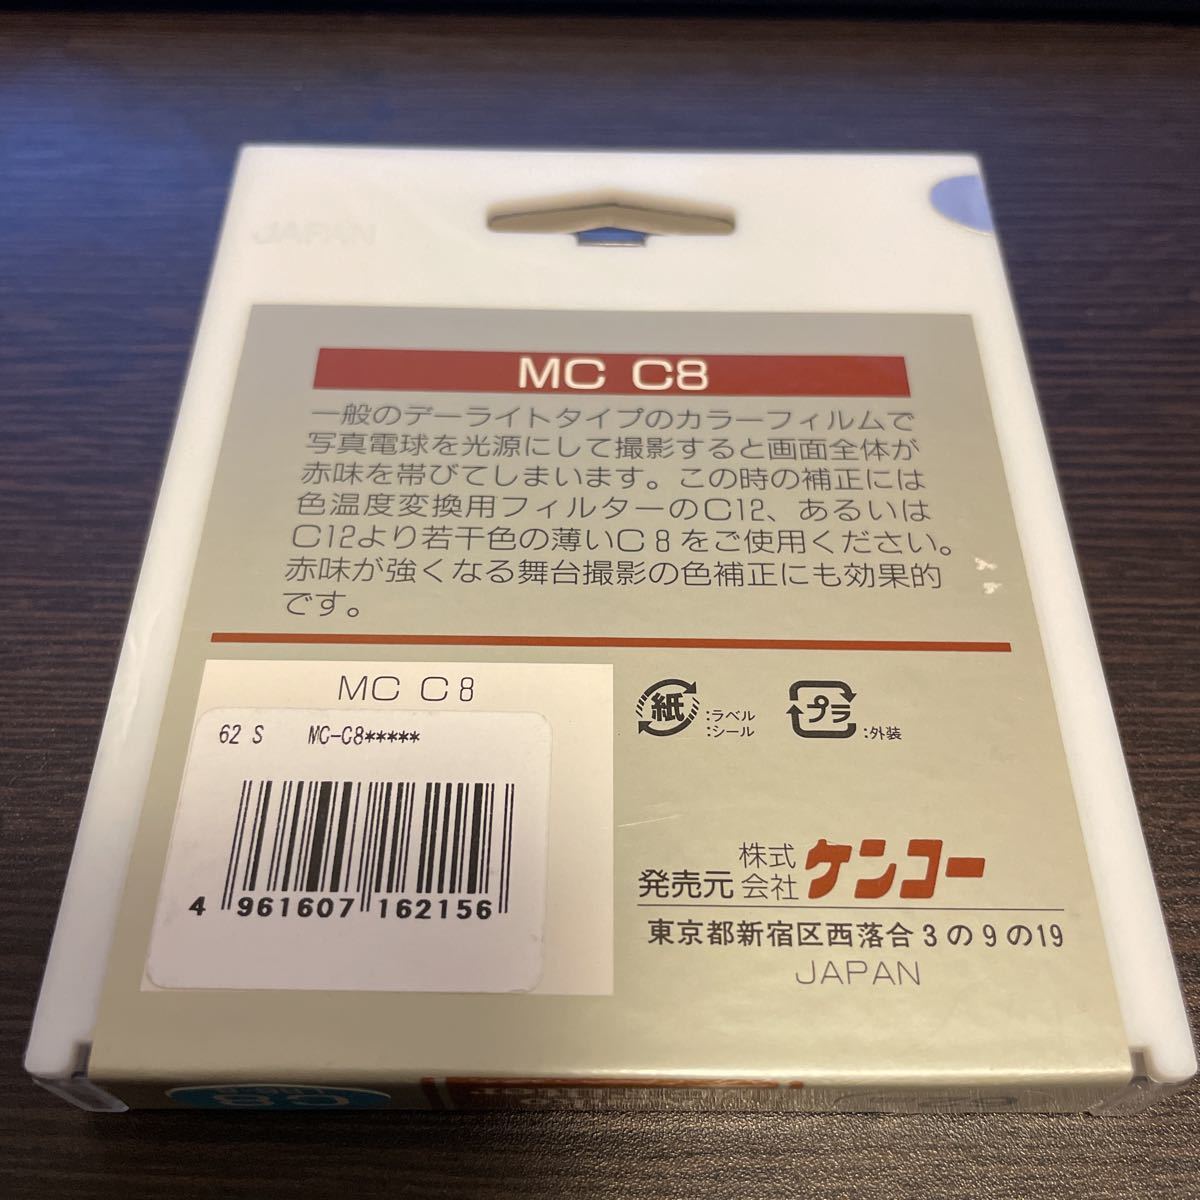 JAPAN
MC C8
一般のデーライトタイプのカラーフィルムで
写真電球を光源にして撮影すると画面全体が
赤味を帯びてしまいます。この時の補正には
色温度変換用フィルターのC12、あるいは
C12より若干色の薄いC8をご使用ください。
赤味が強くなる舞台撮影の色補正にも効果的
です。
MC C8
62 S MC-C8*****
4 961607 162156
紙 :ラベル
:シール
プラ :外装
発売元 株式会社 ケンコー
東京都新宿区西落合3の9の19
JAPAN